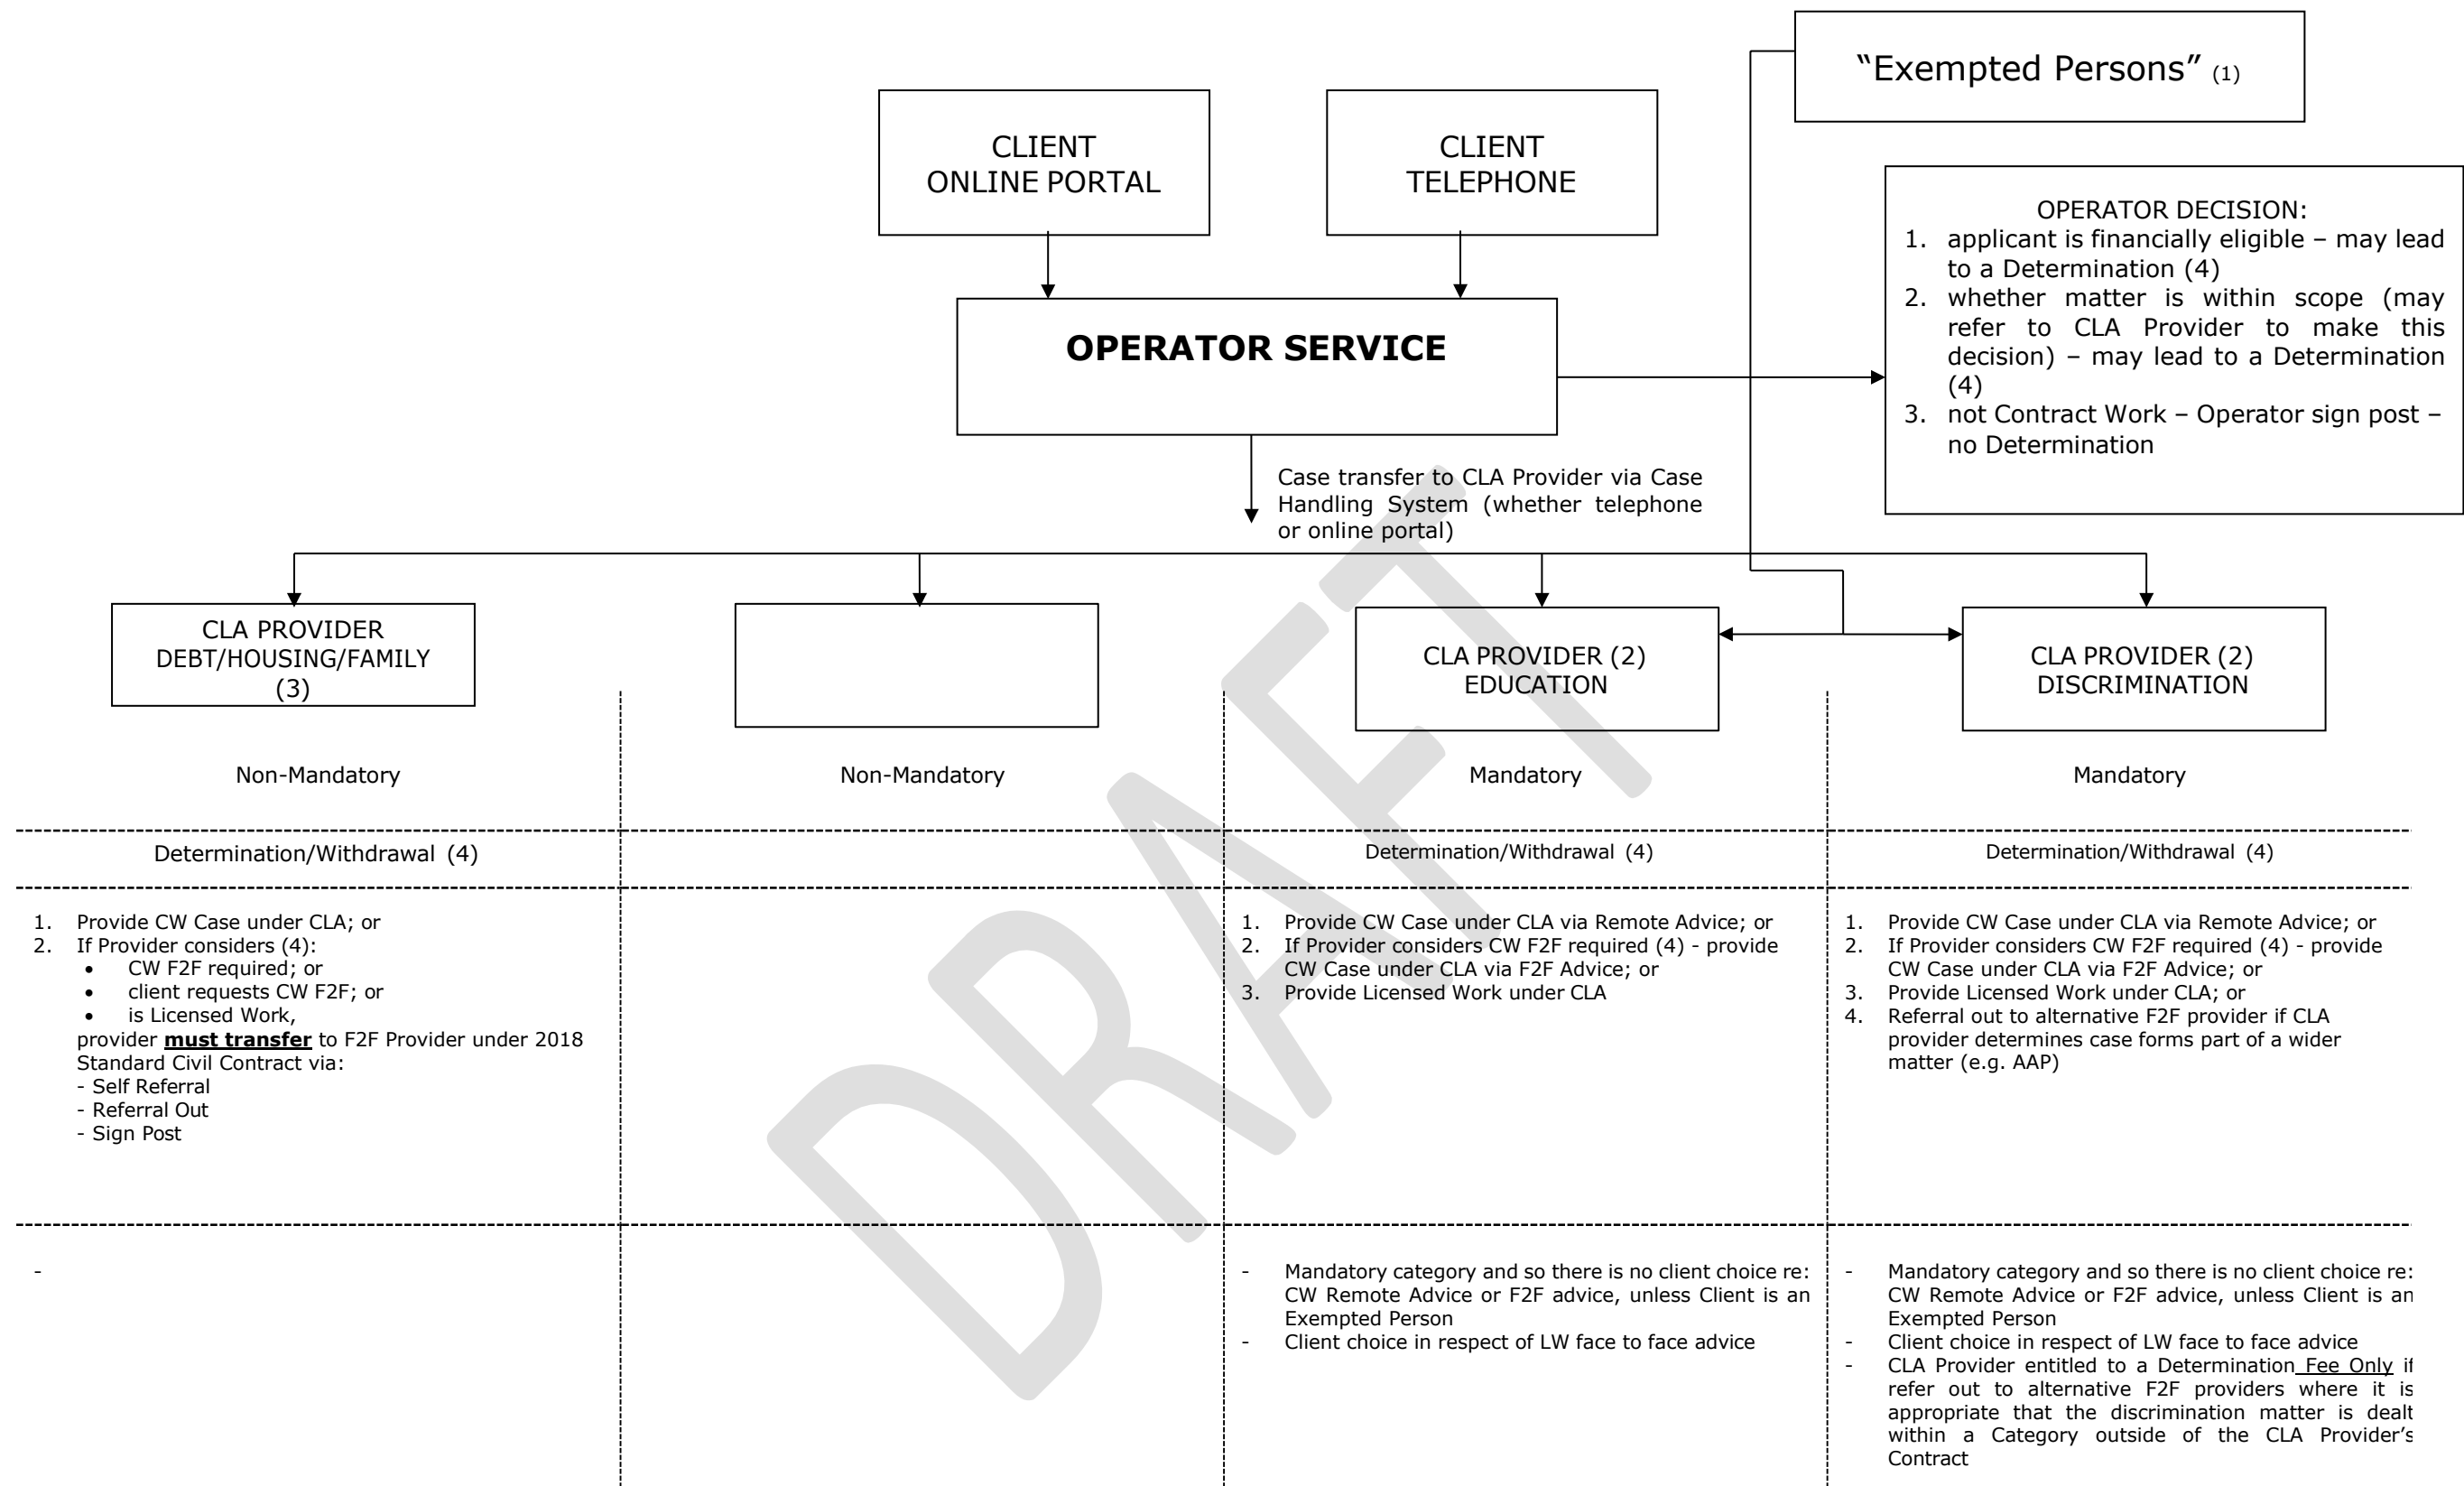 “Exempted Persons” (1)
CLIENT
ONLINE PORTAL
CLIENT
TELEPHONE
OPERATOR DECISION:
1. applicant is financially eligible – may lead
to a Determination (4)
2. whether matter is within scope (may
refer to CLA Provider to make this
decision) – may lead to a Determination
(4)
3. not Contract Work – Operator sign post –
no Determination
OPERATOR SERVICE
Case transfer to CLA Provider via Case
Handling System (whether telephone
or online portal)
CLA PROVIDER
DEBT/HOUSING/FAMILY
(3)
CLA PROVIDER (2)
EDUCATION
CLA PROVIDER (2)
DISCRIMINATION
Non-Mandatory
Non-Mandatory
Mandatory
Mandatory
Determination/Withdrawal (4)
Determination/Withdrawal (4)
Determination/Withdrawal (4)
1. Provide CW Case under CLA; or
2. If Provider considers (4):
• CW F2F required; or
• client requests CW F2F; or
• is Licensed Work,
provider must transfer to F2F Provider under 2018
Standard Civil Contract via:
- Self Referral
- Referral Out
- Sign Post
1. Provide CW Case under CLA via Remote Advice; or
2. If Provider considers CW F2F required (4) - provide
CW Case under CLA via F2F Advice; or
3. Provide Licensed Work under CLA
1. Provide CW Case under CLA via Remote Advice; or
2. If Provider considers CW F2F required (4) - provide
CW Case under CLA via F2F Advice; or
3. Provide Licensed Work under CLA; or
4. Referral out to alternative F2F provider if CLA
provider determines case forms part of a wider
matter (e.g. AAP)
-
- Mandatory category and so there is no client choice re:
CW Remote Advice or F2F advice, unless Client is an
Exempted Person
- Client choice in respect of LW face to face advice
- Mandatory category and so there is no client choice re:
CW Remote Advice or F2F advice, unless Client is an
Exempted Person
- Client choice in respect of LW face to face advice
- CLA Provider entitled to a Determination Fee Only if
refer out to alternative F2F providers where it is
appropriate that the discrimination matter is dealt
within a Category outside of the CLA Provider’s
Contract
DRAFT